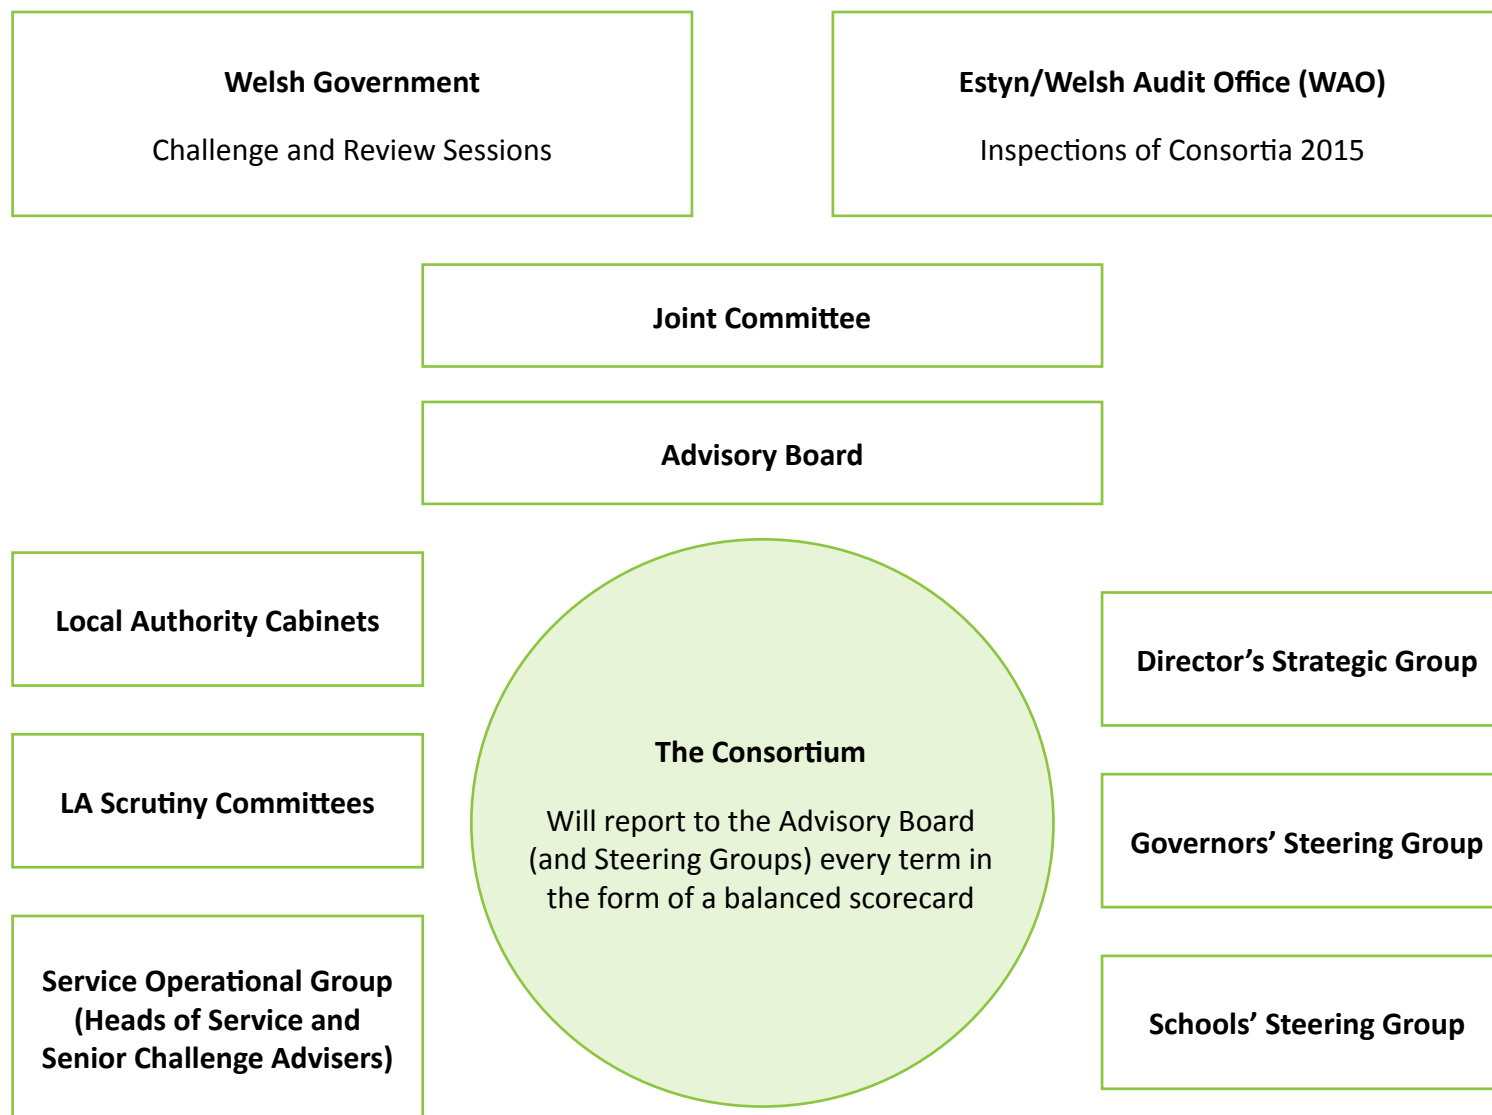 Welsh Government
Challenge and Review Sessions
Estyn/Welsh Audit Office (WAO)
Inspections of Consortia 2015
Joint Committee
Advisory Board
Local Authority Cabinets
LA Scrutiny Committees
Service Operational Group
(Heads of Service and
Senior Challenge Advisers)
The Consortium
Will report to the Advisory Board
(and Steering Groups) every term in
the form of a balanced scorecard
Director’s Strategic Group
Governors’ Steering Group
Schools’ Steering Group